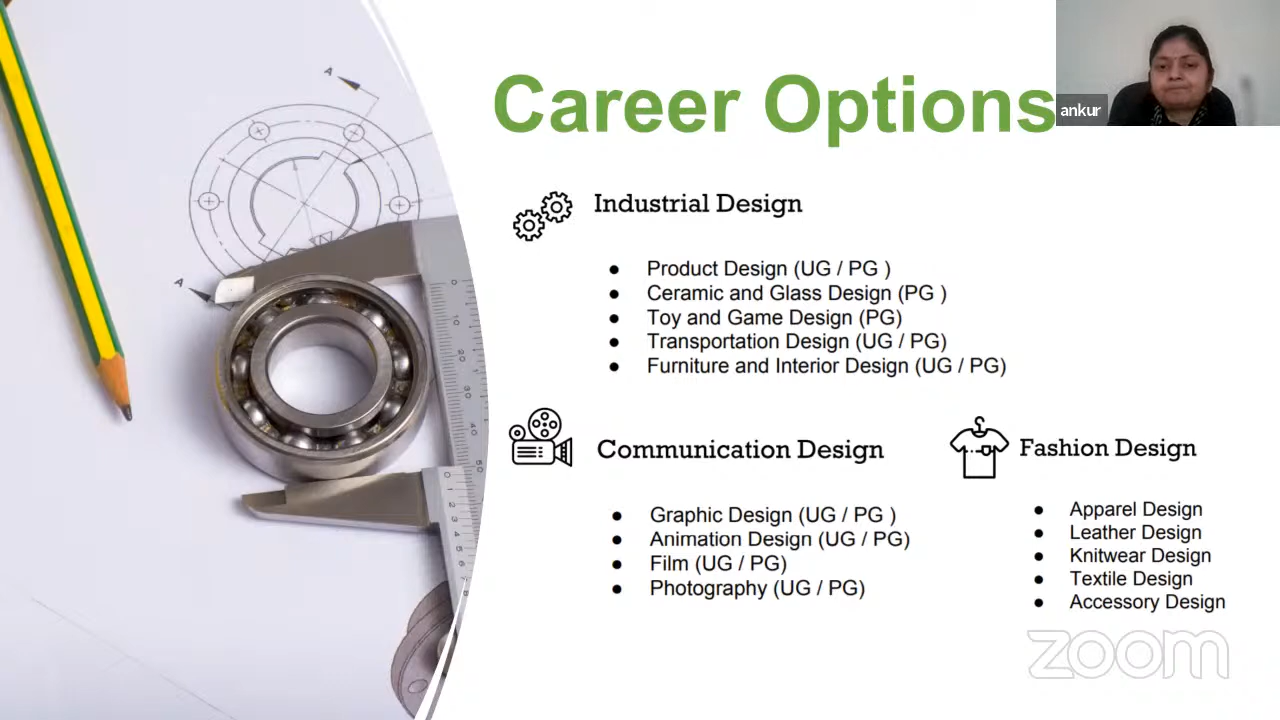 Career Options
ankur
Industrial Design
● Product Design (UG / PG )
● Ceramic and Glass Design (PG )
● Toy and Game Design (PG)
● Transportation Design (UG / PG)
● Furniture and Interior Design (UG / PG)
Communication Design
● Graphic Design (UG / PG )
● Animation Design (UG / PG)
● Film (UG / PG)
● Photography (UG / PG)
Fashion Design
● Apparel Design
● Leather Design
● Knitwear Design
● Textile Design
● Accessory Design
zoom
A
A